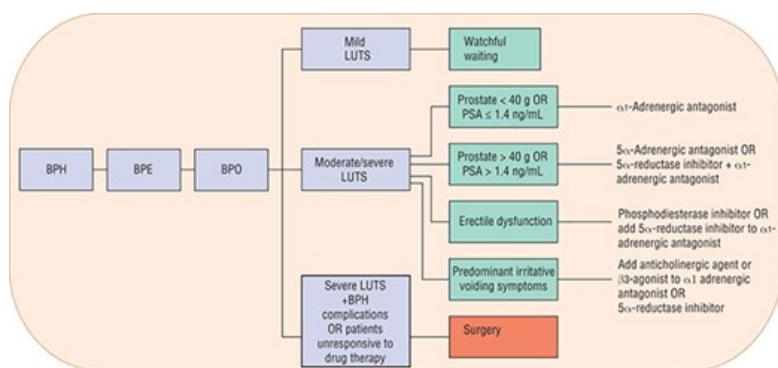 Mild
LUTS
Watchful
waiting
Prostate < 40 g OR
PSA ≤ 1.4 ng/mL
α1-Adrenergic antagonist
BPH
BPE
BPO
Moderate/severe
LUTS
Prostate > 40 g OR
PSA > 1.4 ng/mL
5α-Adrenergic antagonist OR
5α-reductase inhibitor + α1-
adrenergic antagonist
Erectile dysfunction
Phosphodiesterase inhibitor OR
add 5α-reductase inhibitor to α1-
adrenergic antagonist
Predominant irritative
voiding symptoms
Add anticholinergic agent or
β3-agonist to α1 adrenergic
antagonist OR
5α-reductase inhibitor
Severe LUTS
+BPH
complications
OR patients
unresponsive to
drug therapy
Surgery